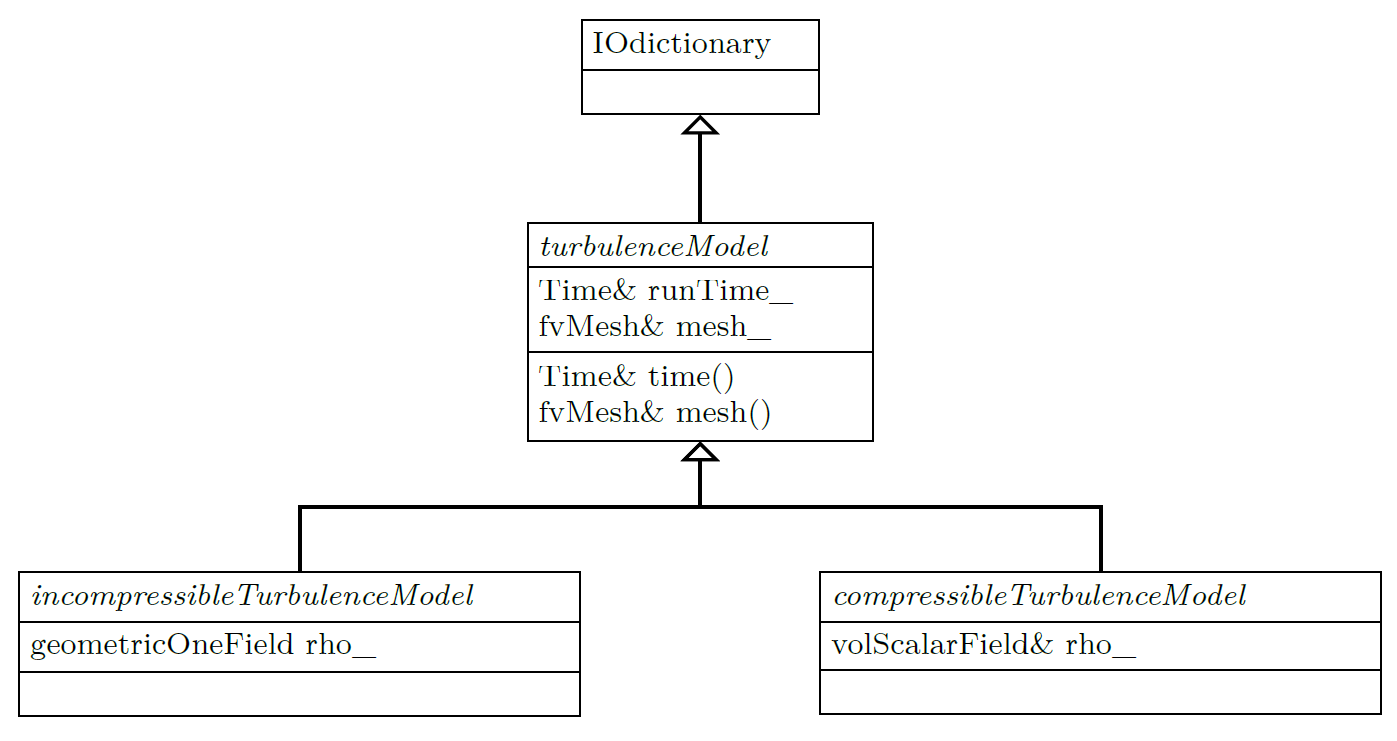 IOdictionary
turbulenceModel
Time& runTime_
fvMesh& mesh_
Time& time()
fvMesh& mesh()
incompressibleTurbulenceModel
geometricOneField rho_
compressibleTurbulenceModel
volScalarField& rho_